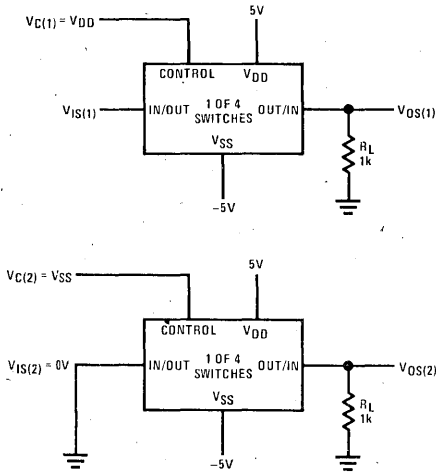 VC(1) = VDD
5V
CONTROL VDD
VIS(1)
IN/OUT 1 OF 4 OUT/IN
SWITCHES
VSS
VOS(1)
RL
1k
-5V
VC(2) = VSS
5V
CONTROL VDD
VIS(2) = 0V
IN/OUT 1 OF 4 OUT/IN
SWITCHES
VSS
VOS(2)
RL
1k
-5V